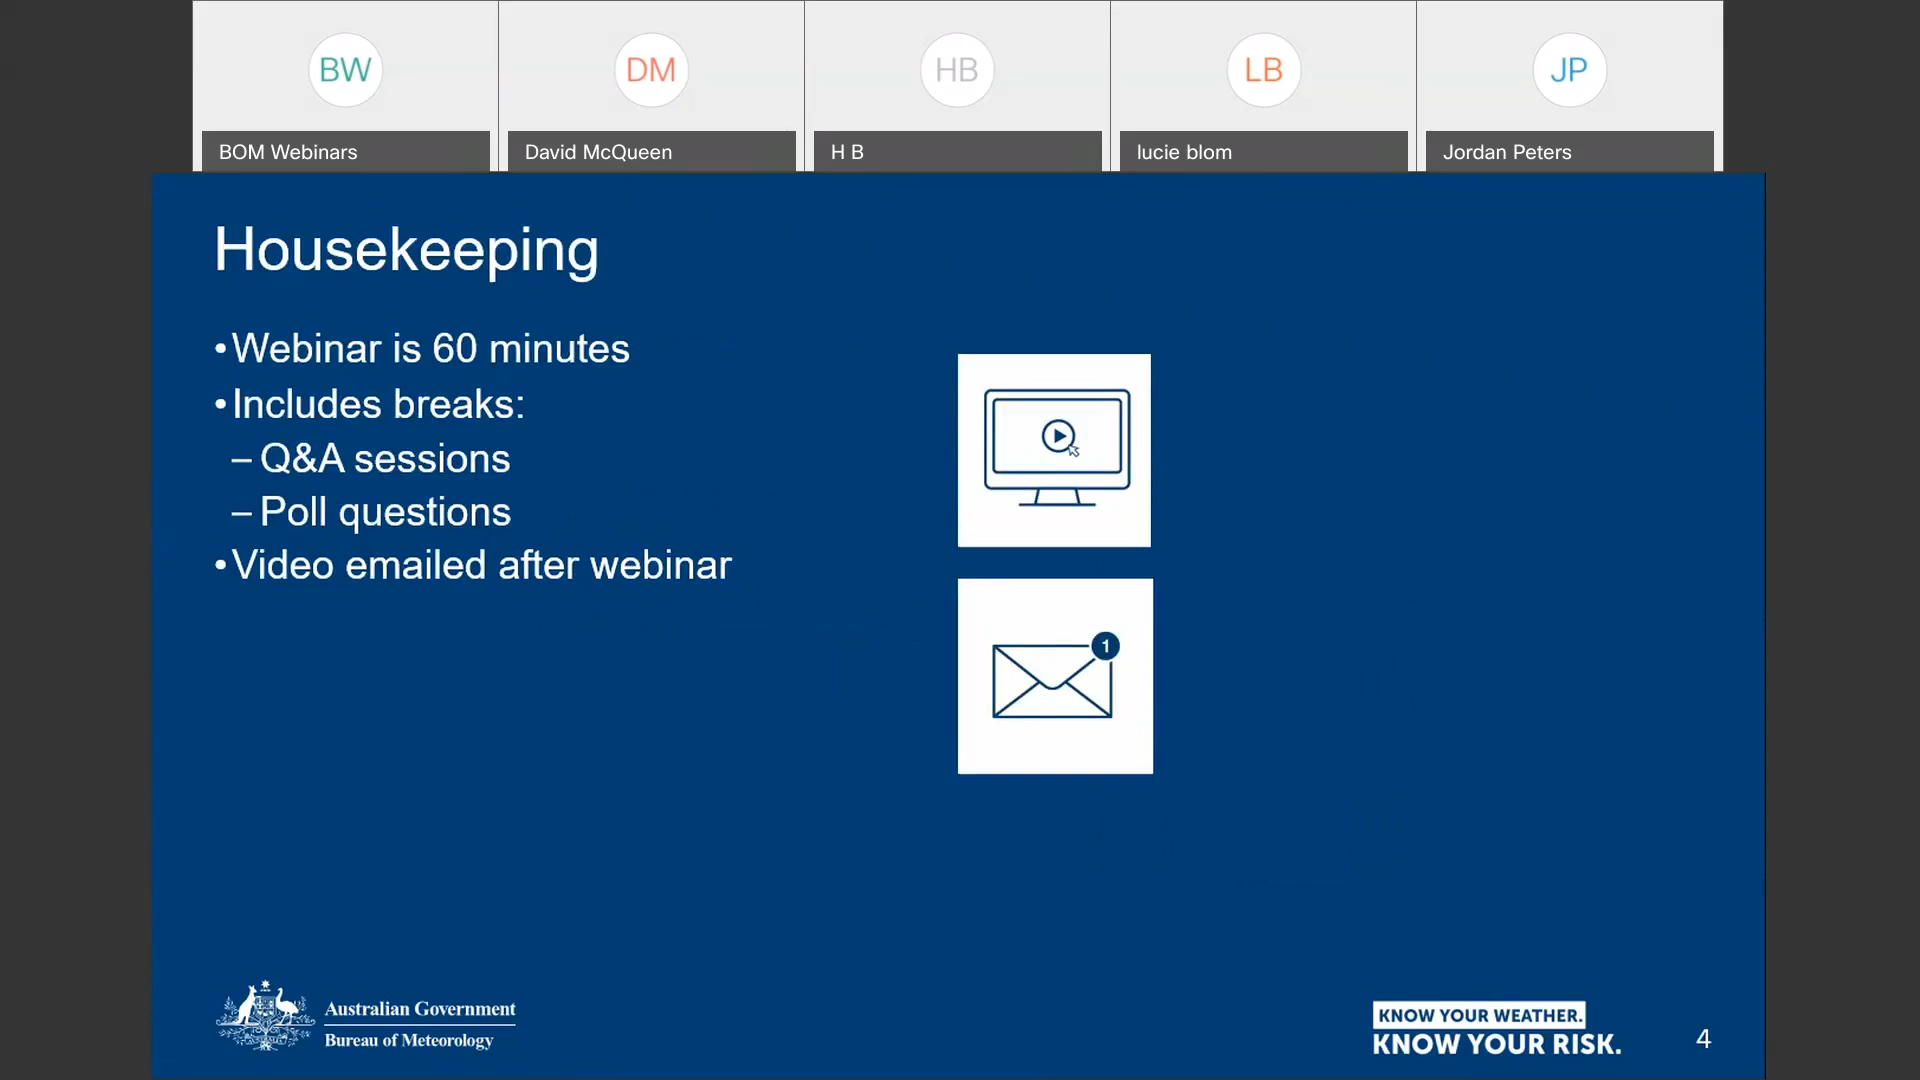 BW
DM
HB
LB
JP
BOM Webinars
David McQueen
H B
lucie blom
Jordan Peters
Housekeeping
•Webinar is 60 minutes
•Includes breaks:
– Q&A sessions
– Poll questions
•Video emailed after webinar
1
Australian Government
Bureau of Meteorology
KNOW YOUR WEATHER.
KNOW YOUR RISK.
4